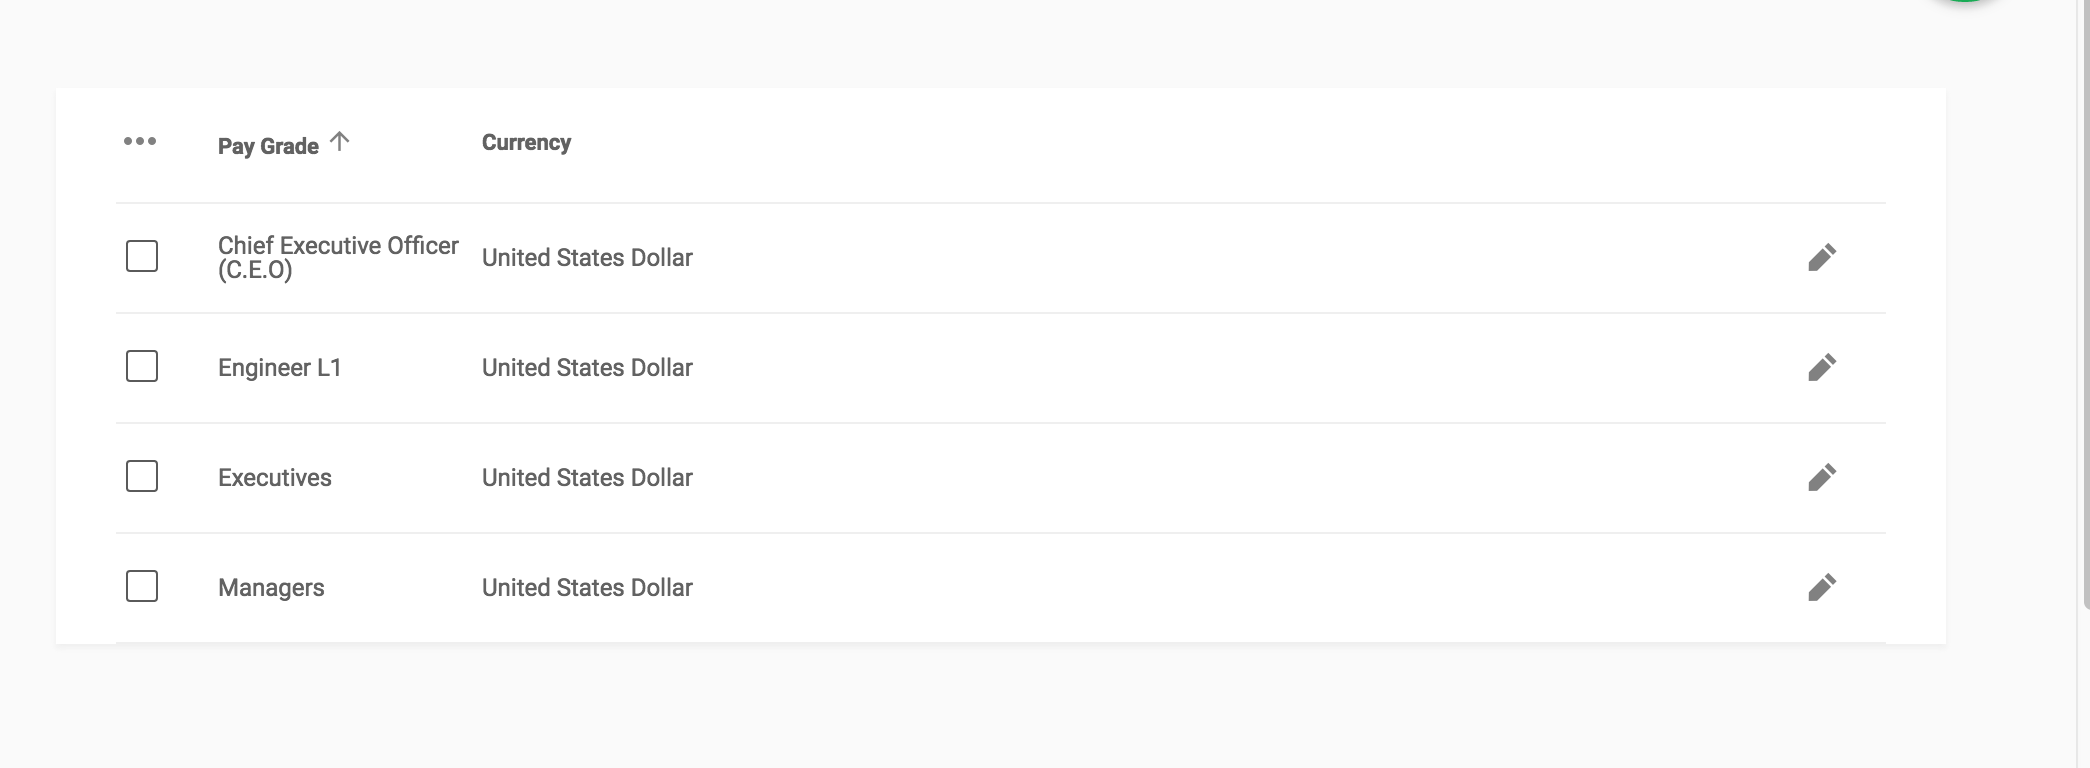 Pay Grade
Currency
Chief Executive Officer
(C.E.O)
United States Dollar
Engineer L1
United States Dollar
Executives
United States Dollar
Managers
United States Dollar